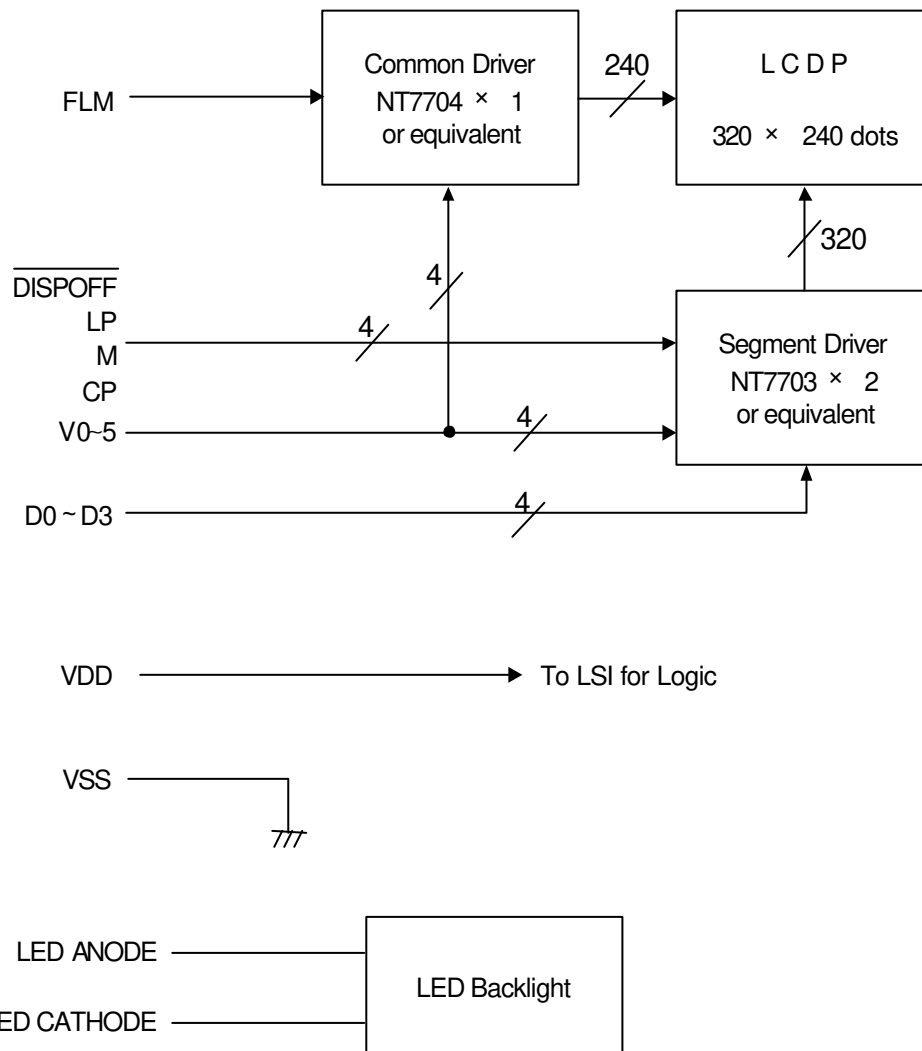 Common Driver
NT7704 × 1
or equivalent
240
L C D P
320 × 240 dots
FLM
320
DISPOFF
LP
M
CP
V0~5
4
4
4
Segment Driver
NT7703 × 2
or equivalent
D0 ~ D3
4
VDD
To LSI for Logic
VSS
LED ANODE
LED Backlight
ED CATHODE